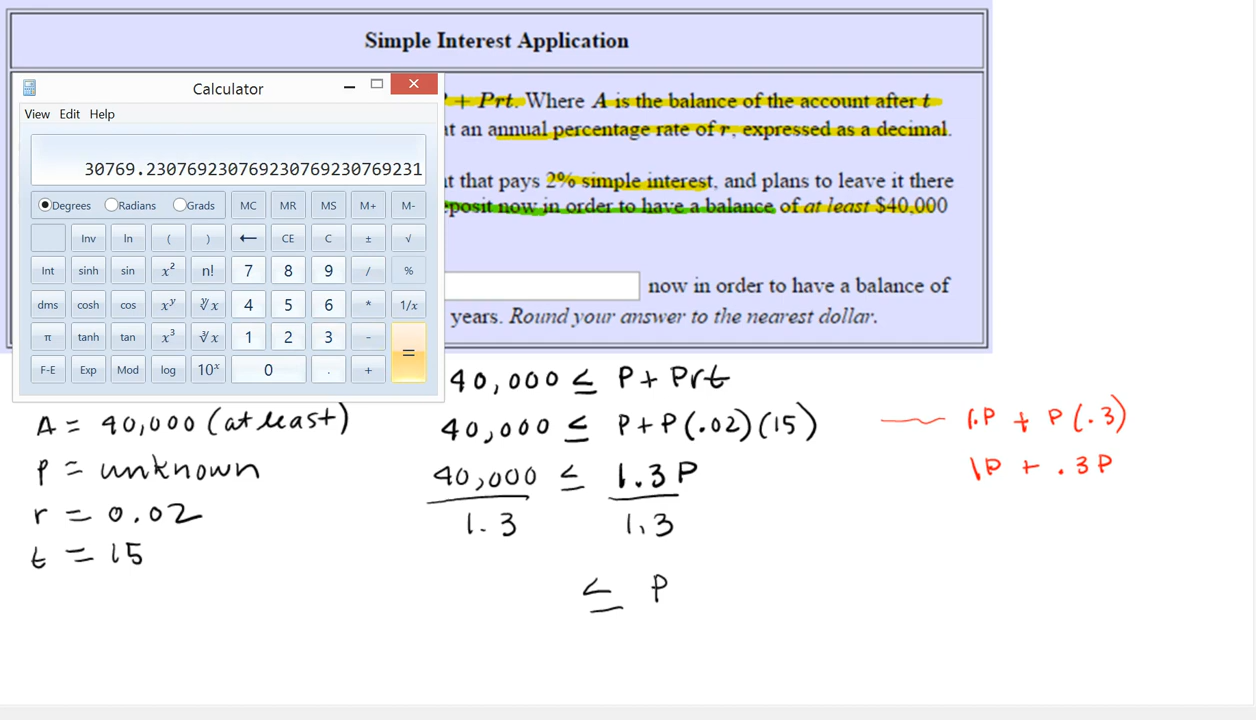 Simple Interest Application
Calculator
View Edit Help
30769.230769230769230769230769231
Degrees Radians Grads MC MR MS M+ M-
Inv ln ( ) ← CE C ± √
Int sinh sin x² n! 7 8 9 / %
dms cosh cos xʸ ʸ√x 4 5 6 * 1/x
π tanh tan x³ ³√x 1 2 3 - =
F-E Exp Mod log 10ˣ 0 . +
+ Prt. Where A is the balance of the account after t
at an annual percentage rate of r, expressed as a decimal.
that pays 2% simple interest, and plans to leave it there
posit now in order to have a balance of at least $40,000
now in order to have a balance of
years. Round your answer to the nearest dollar.
A = 40,000 (at least)
P = unknown
r = 0.02
t = 15
40,000 ≤ P + Prt
40,000 ≤ P + P(.02)(15)
40,000 ≤ 1.3P
1.3 1.3
≤ P
1.P + P(.3)
1P + .3P